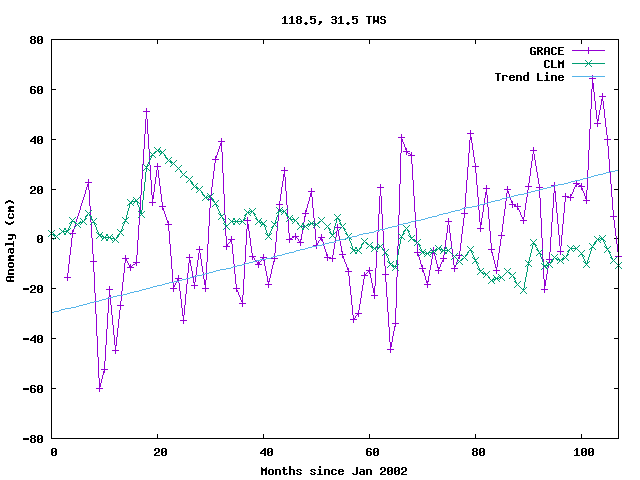 118.5, 31.5 TWS
GRACE
CLM
Trend Line
80
60
40
20
0
-20
-40
-60
-80
Anomaly (cm)
0 20 40 60 80 100
Months since Jan 2002